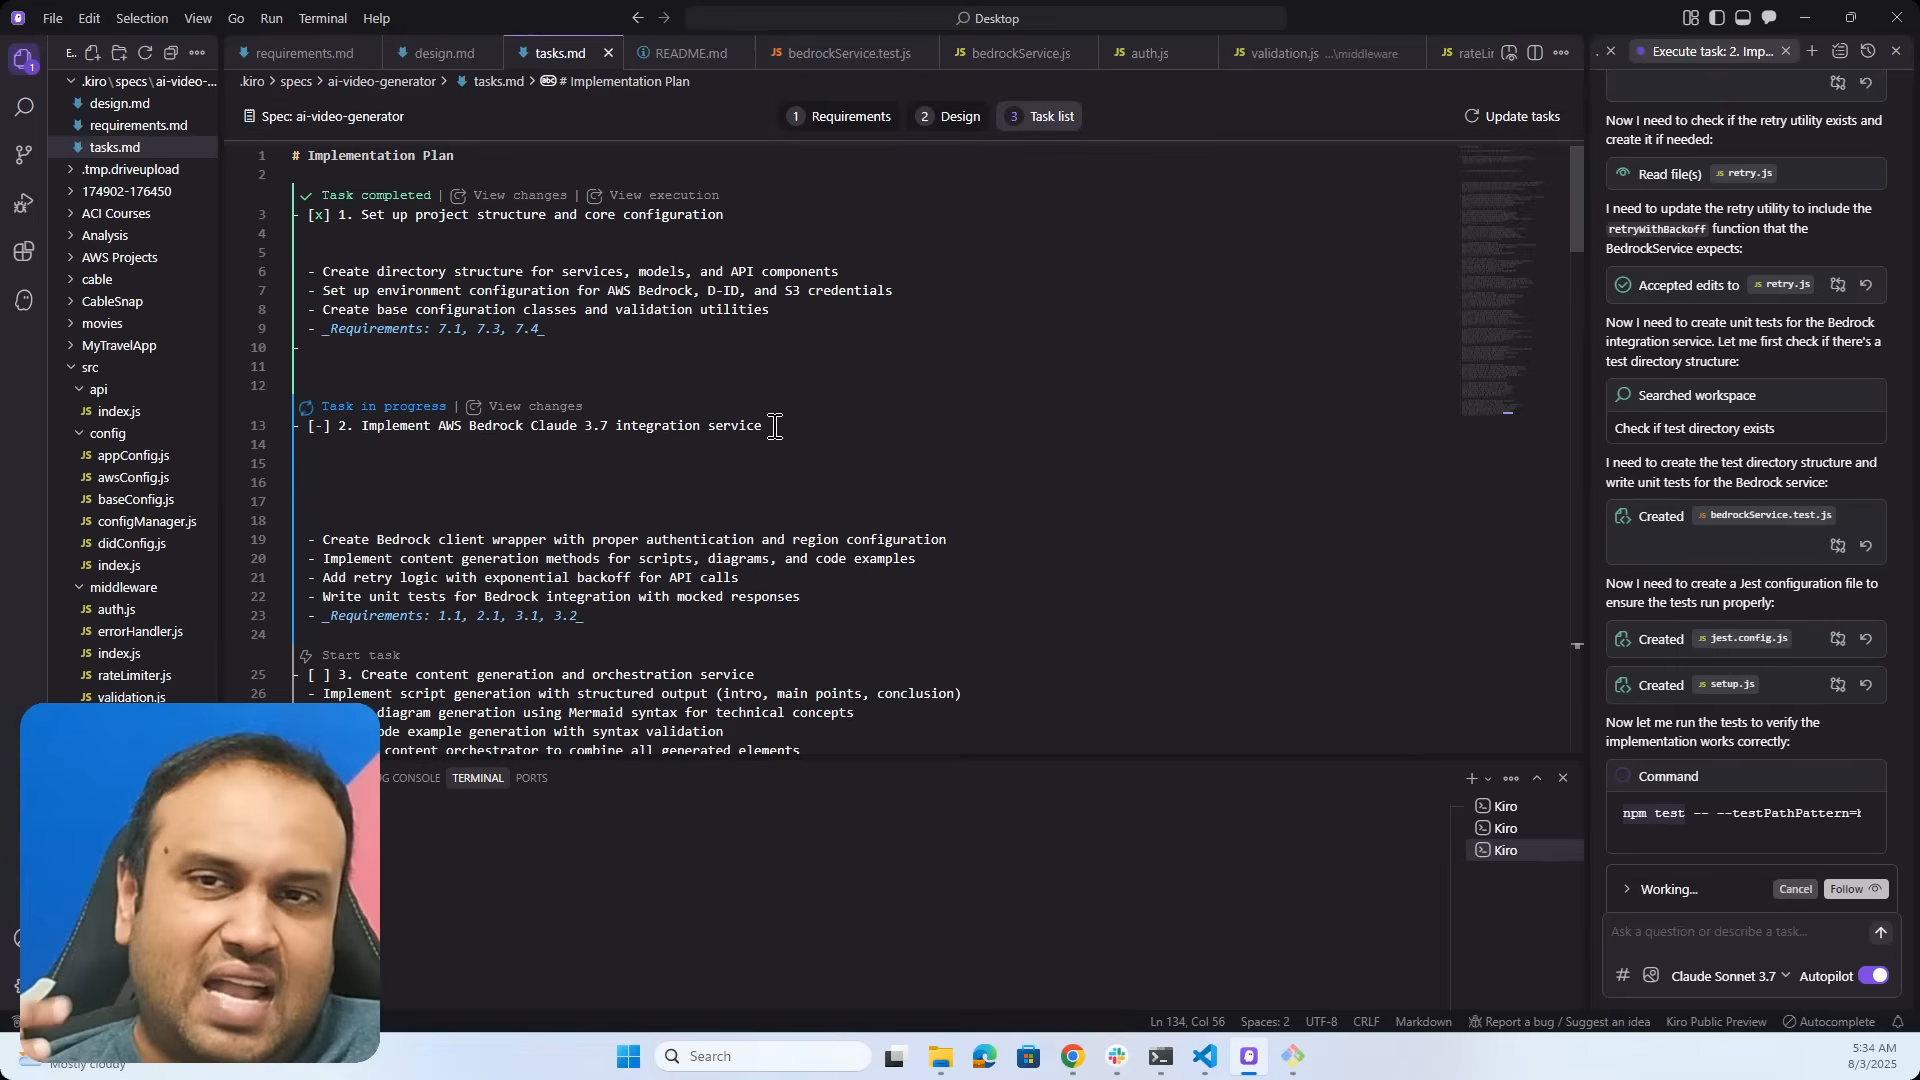 File Edit Selection View Go Run Terminal Help
Desktop
E..
requirements.md
design.md
tasks.md
README.md
bedrockService.test.js
bedrockService.js
auth.js
validation.js ...\middleware
rateLir
Execute task: 2. Imp...
.kiro > specs > ai-video-generator > tasks.md > # Implementation Plan
Spec: ai-video-generator
1 Requirements
2 Design
3 Task list
Update tasks
.kiro\specs\ai-video-...
design.md
requirements.md
tasks.md
.tmp.driveupload
174902-176450
ACI Courses
Analysis
AWS Projects
cable
CableSnap
movies
MyTravelApp
src
api
index.js
config
appConfig.js
awsConfig.js
baseConfig.js
configManager.js
didConfig.js
index.js
middleware
auth.js
errorHandler.js
index.js
rateLimiter.js
validation.js
1 # Implementation Plan
2
Task completed | View changes | View execution
3 - [x] 1. Set up project structure and core configuration
4
5
6 - Create directory structure for services, models, and API components
7 - Set up environment configuration for AWS Bedrock, D-ID, and S3 credentials
8 - Create base configuration classes and validation utilities
9 - _Requirements: 7.1, 7.3, 7.4_
10 -
11
12
Task in progress | View changes
13 - [-] 2. Implement AWS Bedrock Claude 3.7 integration service
14
15
16
17
18
19 - Create Bedrock client wrapper with proper authentication and region configuration
20 - Implement content generation methods for scripts, diagrams, and code examples
21 - Add retry logic with exponential backoff for API calls
22 - Write unit tests for Bedrock integration with mocked responses
23 - _Requirements: 1.1, 2.1, 3.1, 3.2_
24
Start task
25 - [ ] 3. Create content generation and orchestration service
26 - Implement script generation with structured output (intro, main points, conclusion)
diagram generation using Mermaid syntax for technical concepts
ode example generation with syntax validation
content orchestrator to combine all generated elements
G CONSOLE TERMINAL PORTS
Kiro
Kiro
Kiro
Now I need to check if the retry utility exists and
create it if needed:
Read file(s) retry.js
I need to update the retry utility to include the
retryWithBackoff function that the
BedrockService expects:
Accepted edits to retry.js
Now I need to create unit tests for the Bedrock
integration service. Let me first check if there's a
test directory structure:
Searched workspace
Check if test directory exists
I need to create the test directory structure and
write unit tests for the Bedrock service:
Created bedrockService.test.js
Now I need to create a Jest configuration file to
ensure the tests run properly:
Created jest.config.js
Created setup.js
Now let me run the tests to verify the
implementation works correctly:
Command
npm test -- --testPathPattern=
Working...
Cancel
Follow
Ask a question or describe a task...
Claude Sonnet 3.7
Autopilot
Ln 134, Col 56 Spaces: 2 UTF-8 CRLF Markdown Report a bug / Suggest an idea Kiro Public Preview Autocomplete
Mostly cloudy
Search
5:34 AM
8/3/2025